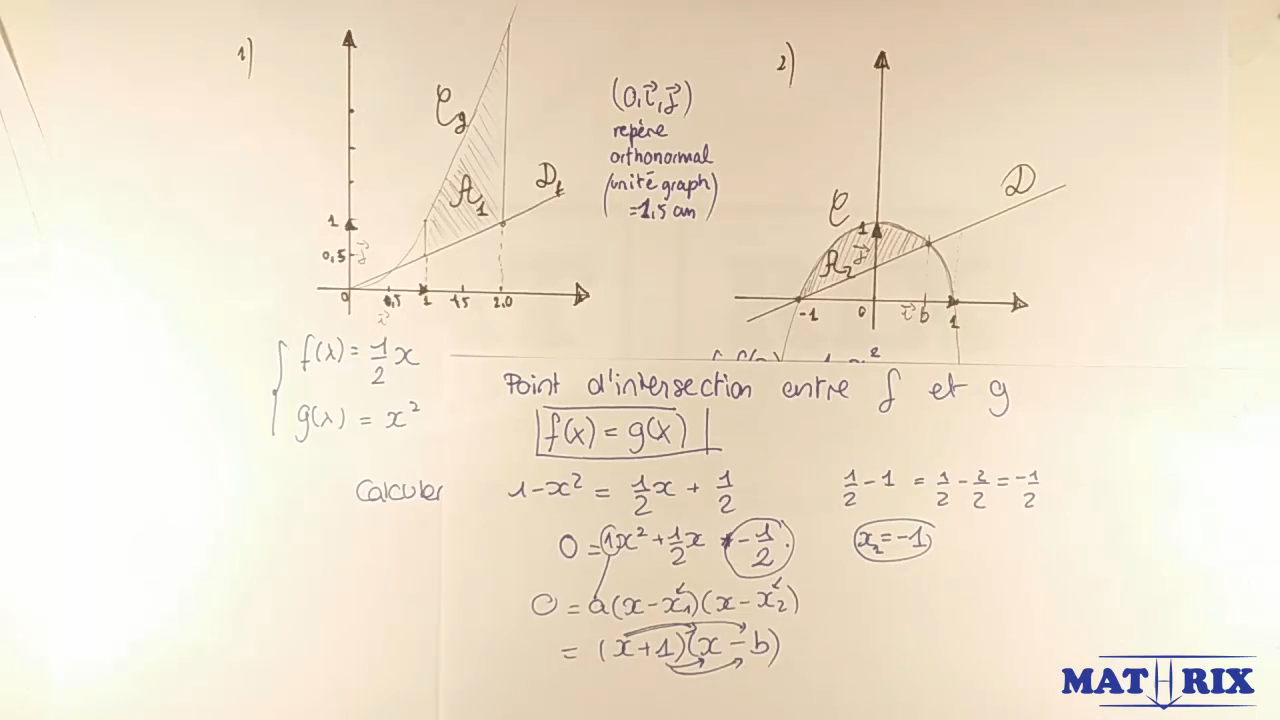 1)
C_g
A_1
D_f
1
0,5
j⃗
0
0,5
1
1,5
2.0
i⃗
(O,i⃗,j⃗)
repère
orthonormal
(unité graph)
=1,5 cm
2)
C
D
1
A_2
j⃗
-1
0
i⃗
b
1
f(x) = 1/2 x
g(x) = x²
Point d'intersection entre f et g
f(x) = g(x)
Calculer
1-x² = 1/2 x + 1/2
1/2 - 1 = 1/2 - 2/2 = -1/2
0 = 1x² + 1/2 x - 1/2
x_2 = -1
0 = a(x-x_1)(x-x_2)
= (x+1)(x-b)
MATHRIX